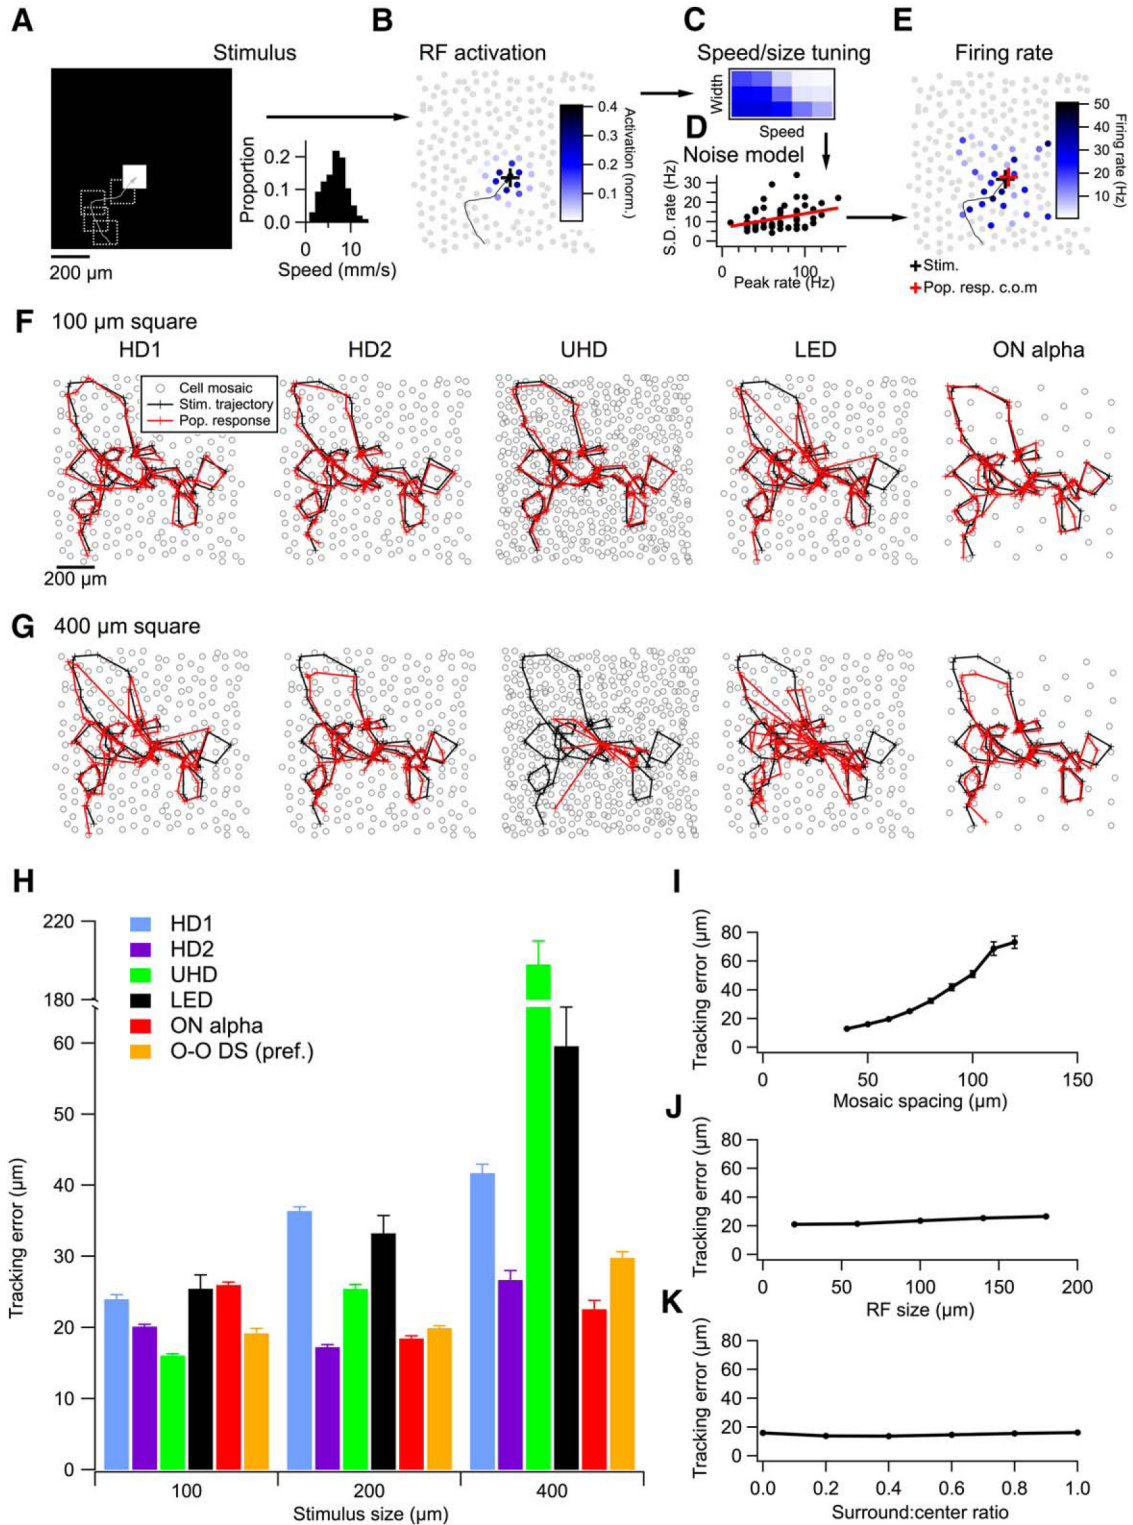 A
B
C
E
Stimulus
RF activation
Speed/size tuning
Firing rate
Width
Speed
D
Noise model
Proportion
0.2
0.1
0.0
0
10
Speed (mm/s)
200 µm
0.4
0.3
0.2
0.1
Activation (norm.)
S.D. rate (Hz)
30
20
10
0
0
100
Peak rate (Hz)
50
40
30
20
10
Firing rate (Hz)
Stim.
Pop. resp. c.o.m
F
100 µm square
HD1
HD2
UHD
LED
ON alpha
Cell mosaic
Stim. trajectory
Pop. response
200 µm
G
400 µm square
H
220
180
60
50
40
30
20
10
0
Tracking error (µm)
HD1
HD2
UHD
LED
ON alpha
O-O DS (pref.)
100
200
400
Stimulus size (µm)
I
Tracking error (µm)
80
60
40
20
0
0
50
100
150
Mosaic spacing (µm)
J
Tracking error (µm)
80
60
40
20
0
0
50
100
150
200
RF size (µm)
K
Tracking error (µm)
80
60
40
20
0
0.0
0.2
0.4
0.6
0.8
1.0
Surround:center ratio